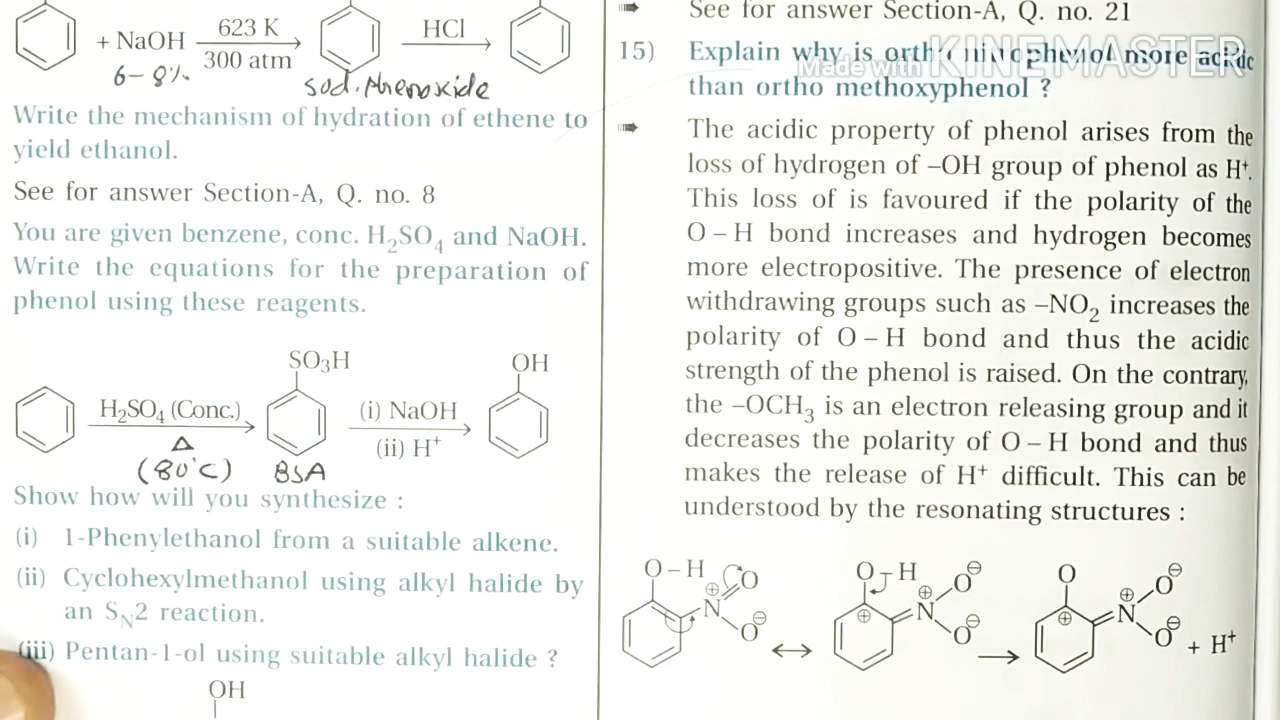 + NaOH
623 K
300 atm
HCl
6-8%
sod. phenoxide
Write the mechanism of hydration of ethene to
yield ethanol.
See for answer Section-A, Q. no. 8
You are given benzene, conc. H₂SO₄ and NaOH.
Write the equations for the preparation of
phenol using these reagents.
SO₃H
OH
H₂SO₄ (Conc.)
Δ
(80°C)
BSA
(i) NaOH
(ii) H⁺
Show how will you synthesize :
(i) 1-Phenylethanol from a suitable alkene.
(ii) Cyclohexylmethanol using alkyl halide by
an S_N2 reaction.
(iii) Pentan-1-ol using suitable alkyl halide ?
OH
See for answer Section-A, Q. no. 21
15) Explain why is ortho nitrophenol more acidic
than ortho methoxyphenol ?
Made with KINEMASTER
The acidic property of phenol arises from the
loss of hydrogen of –OH group of phenol as H⁺.
This loss of is favoured if the polarity of the
O – H bond increases and hydrogen becomes
more electropositive. The presence of electron
withdrawing groups such as –NO₂ increases the
polarity of O – H bond and thus the acidic
strength of the phenol is raised. On the contrary,
the –OCH₃ is an electron releasing group and it
decreases the polarity of O – H bond and thus
makes the release of H⁺ difficult. This can be
understood by the resonating structures :
O – H
⊕
N
O
O⊖
O – H
⊕
⊕
N
O⊖
O⊖
O
⊕
⊕
N
O⊖
O⊖
+ H⁺